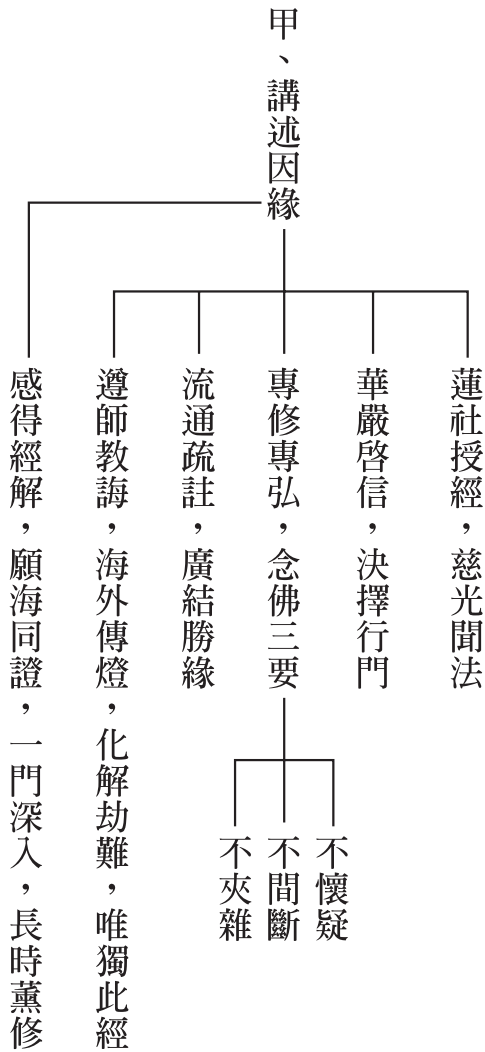 甲、講述因緣
蓮社授經，慈光聞法
華嚴啓信，決擇行門
專修專弘，念佛三要
不懷疑
不間斷
不夾雜
流通疏註，廣結勝緣
遵師教誨，海外傳燈，化解劫難，唯獨此經
感得經解，願海同證，一門深入，長時薰修